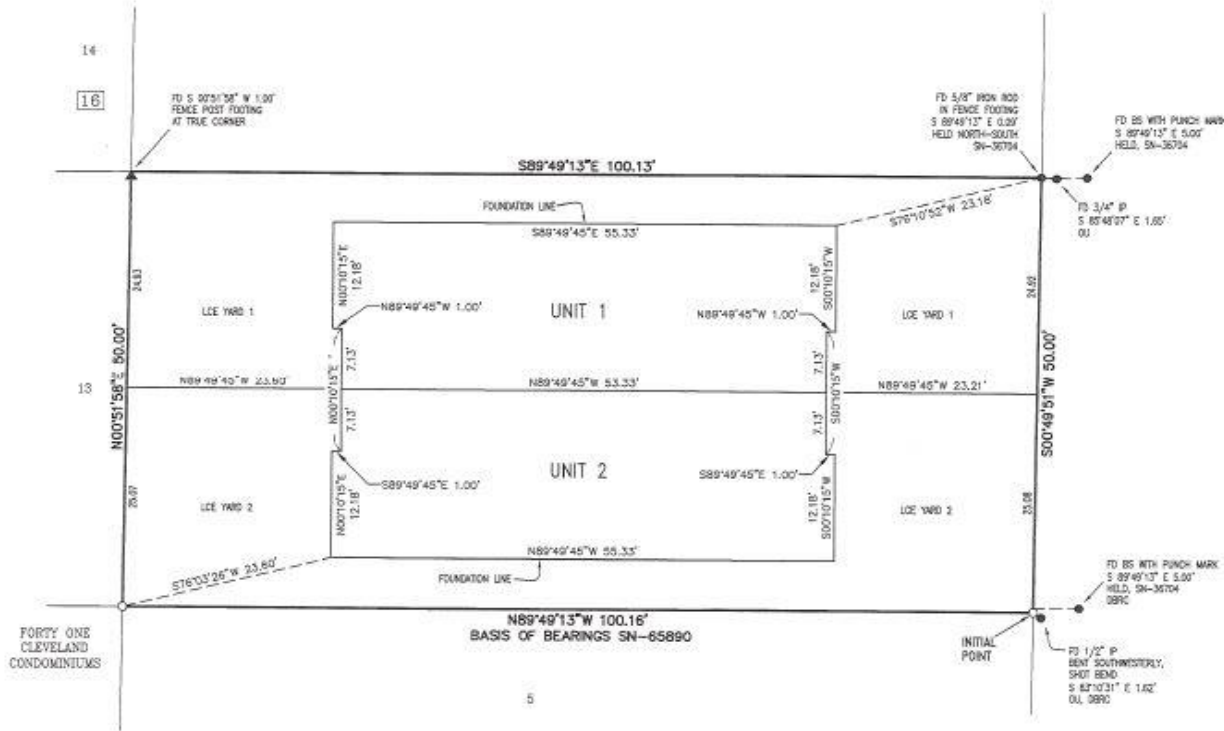 14
16
FD S 00°51'58" W 1.00'
FENCE POST FOOTING
AT TRUE CORNER
FD 5/8" IRON ROD
IN FENCE FOOTING
S 89°49'13" E 0.09'
HELD NORTH-SOUTH
SN-36704
FD BS WITH PUNCH MARK
S 89°49'13" E 5.00'
HELD, SN-36704
S89°49'13"E 100.13'
FD 3/4" IP
S 85°48'07" E 1.65'
OU
FOUNDATION LINE
S76°10'52"W 23.18'
S89°49'45"E 55.33'
N00°10'15"E
12.18'
12.18'
S00°10'15"W
24.93
24.92
LCE YARD 1
N89°49'45"W 1.00'
UNIT 1
N89°49'45"W 1.00'
LCE YARD 1
N00°51'58"E 50.00'
S00°49'51"W 50.00'
7.13'
7.13'
13
N89°49'45"W 23.60'
N00°10'15"E
N89°49'45"W 53.33'
S00°10'15"W
N89°49'45"W 23.21'
7.13'
7.13'
UNIT 2
S89°49'45"E 1.00'
S89°49'45"E 1.00'
N00°10'15"E
12.18'
12.18'
S00°10'15"W
25.07
25.08
LCE YARD 2
LCE YARD 2
N89°49'45"W 55.33'
S76°03'26"W 23.60'
FOUNDATION LINE
FD BS WITH PUNCH MARK
S 89°49'13" E 5.00'
HELD, SN-36704
DBRC
N89°49'13"W 100.16'
BASIS OF BEARINGS SN-65890
FORTY ONE
CLEVELAND
CONDOMINIUMS
INITIAL
POINT
FD 1/2" IP
BENT SOUTHWESTERLY,
SHOT BEND
S 83°10'31" E 1.62'
OU, DBRC
5